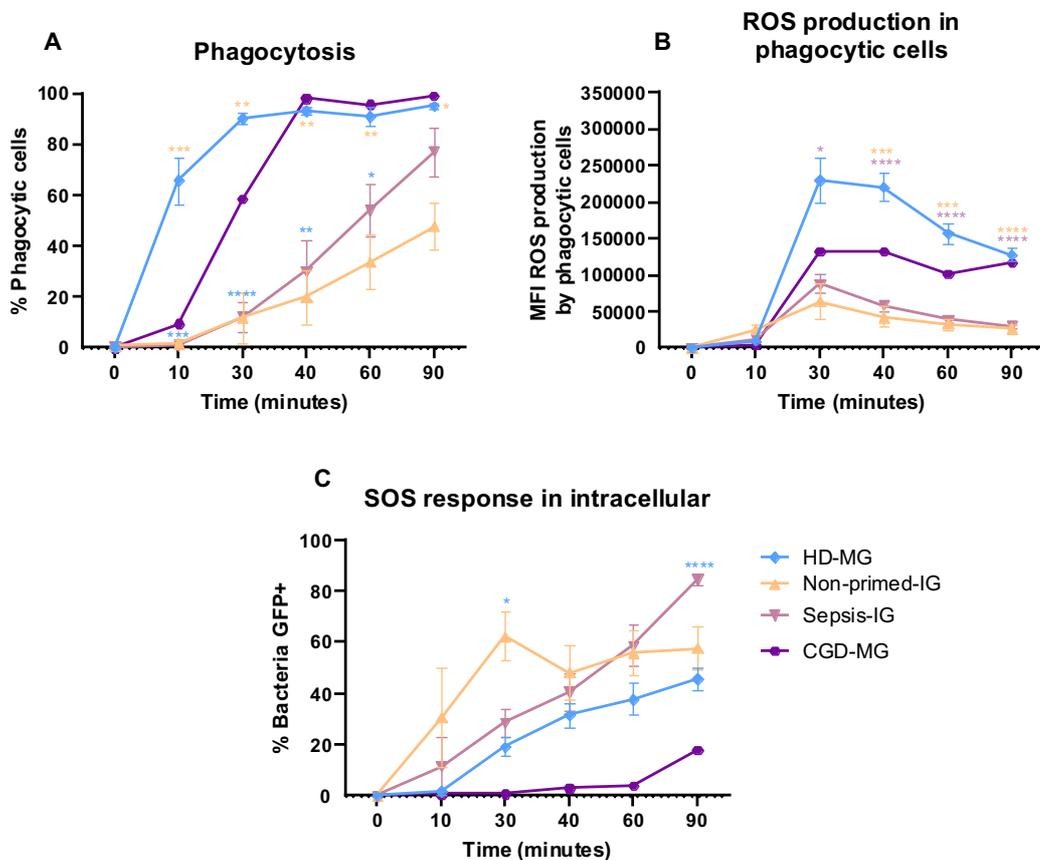 A
Phagocytosis
% Phagocytic cells
100
80
60
40
20
0
*** ** ** ** *
*** **** ** *
0 10 30 40 60 90
Time (minutes)
B
ROS production in
phagocytic cells
MFI ROS production
by phagocytic cells
350000
300000
250000
200000
150000
100000
50000
0
* *** *** ****
**** **** ****
0 10 30 40 60 90
Time (minutes)
C
SOS response in intracellular
% Bacteria GFP+
100
80
60
40
20
0
* ****
0 10 30 40 60 90
Time (minutes)
HD-MG
Non-primed-IG
Sepsis-IG
CGD-MG